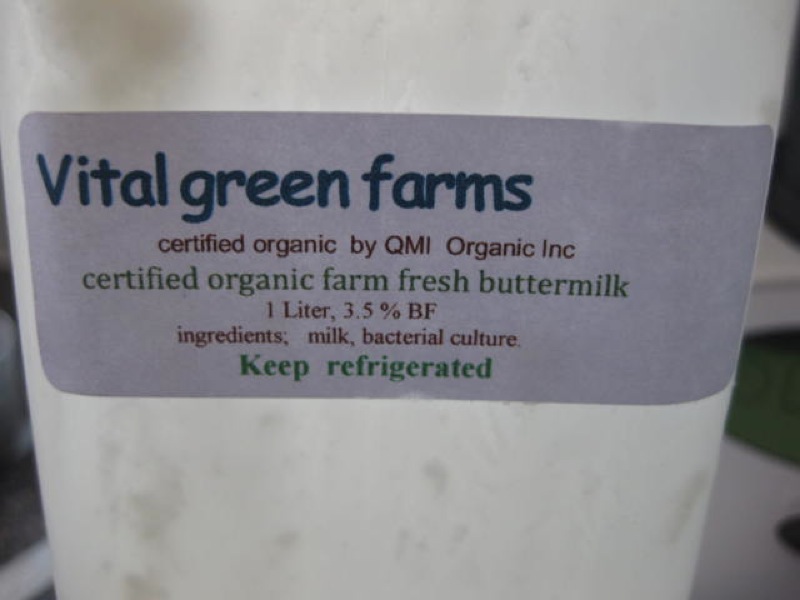 Vital green farms
certified organic by QMI Organic Inc
certified organic farm fresh buttermilk
1 Liter, 3.5 % BF
ingredients; milk, bacterial culture.
Keep refrigerated